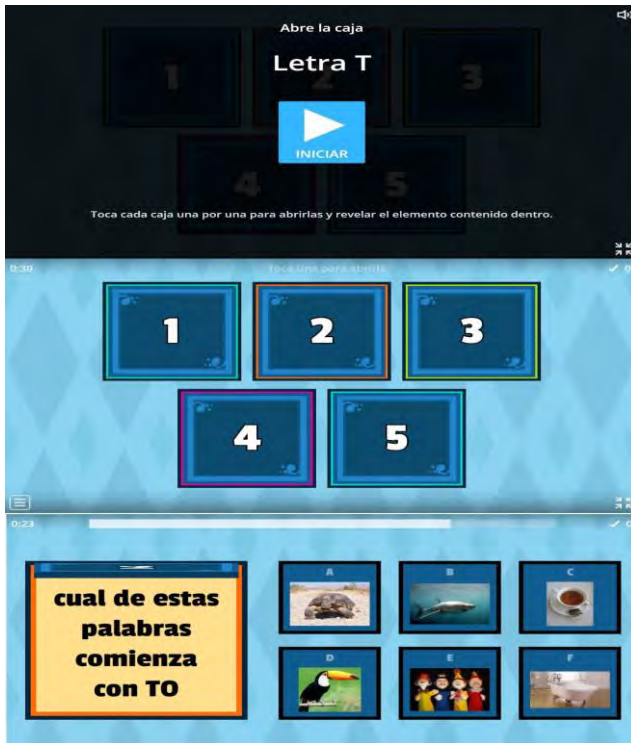 Abre la caja
Letra T
1 2 3
INICIAR
4 5
Toca cada caja una por una para abrirlas y revelar el elemento contenido dentro.
0:30 Toca una para abrirla 0
1 2 3
4 5
0:23 0
cual de estas
palabras
comienza
con TO
A B C
D E F